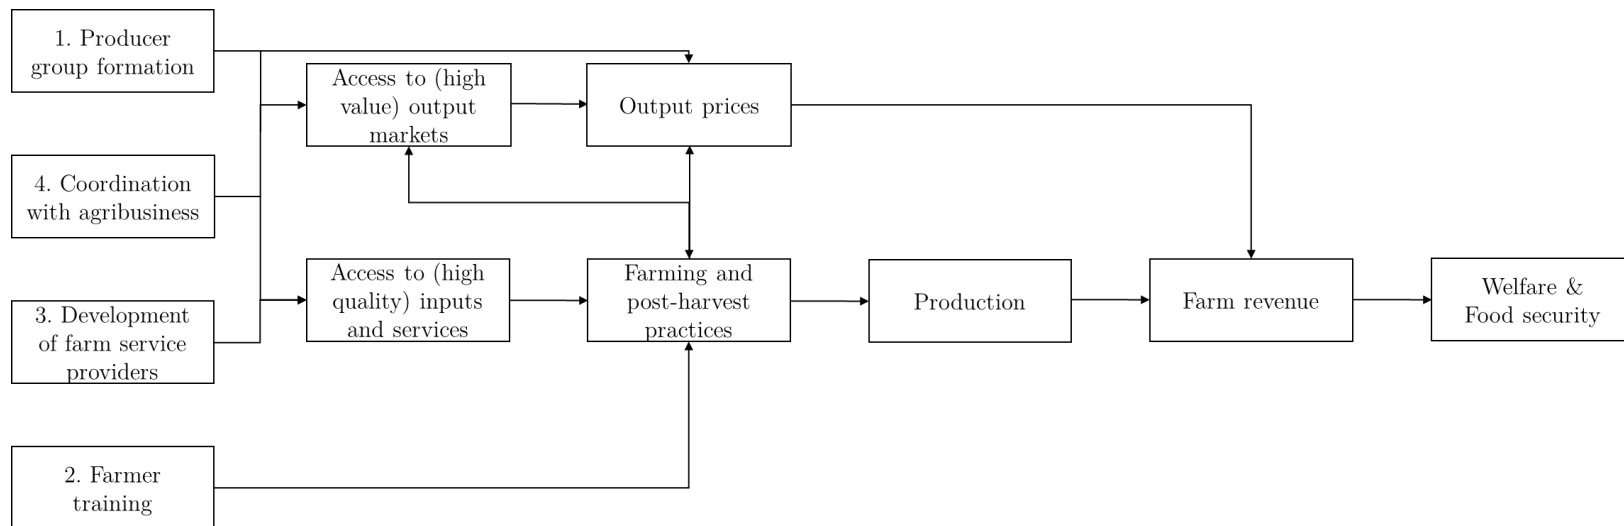 1. Producer
group formation
Access to (high
value) output
markets
Output prices
4. Coordination
with agribusiness
Access to (high
quality) inputs
and services
Farming and
post-harvest
practices
Production
Farm revenue
Welfare &
Food security
3. Development
of farm service
providers
2. Farmer
training